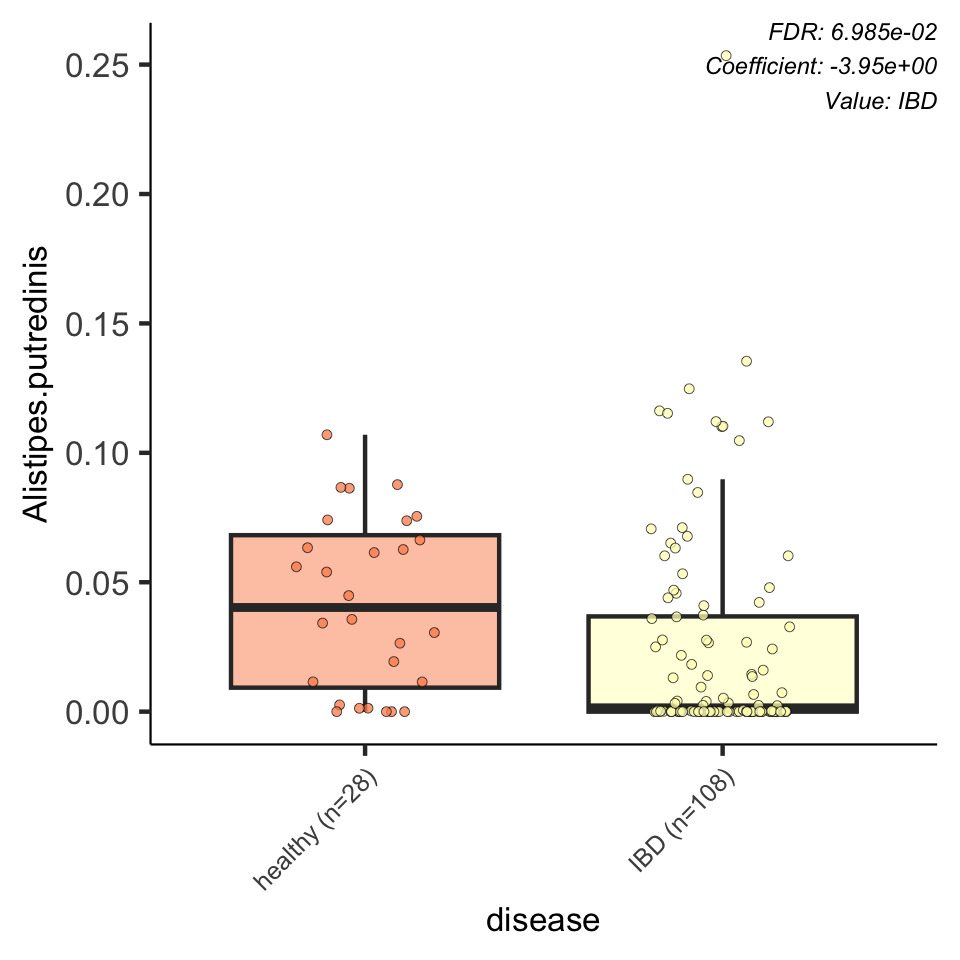 FDR: 6.985e-02
Coefficient: -3.95e+00
Value: IBD
Alistipes.putredinis
0.25
0.20
0.15
0.10
0.05
0.00
healthy (n=28)
IBD (n=108)
disease